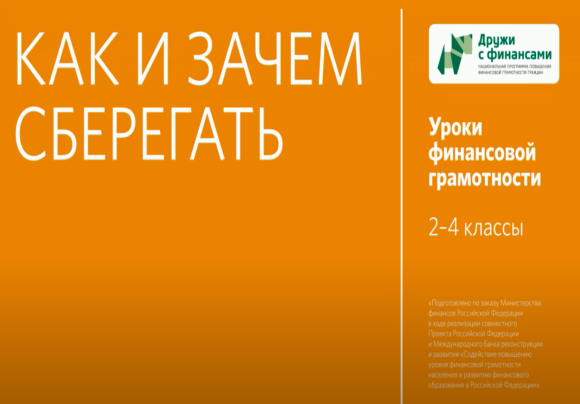 КАК И ЗАЧЕМ
СБЕРЕГАТЬ
Дружи
с финансами
НАЦИОНАЛЬНАЯ ПРОГРАММА ПОВЫШЕНИЯ
ФИНАНСОВОЙ ГРАМОТНОСТИ ГРАЖДАН
Уроки
финансовой
грамотности
2–4 классы
«Подготовлено по заказу Министерства
финансов Российской Федерации
в ходе реализации совместного
Проекта Российской Федерации
и Международного банка реконструкции
и развития «Содействие повышению
уровня финансовой грамотности
населения и развитию финансового
образования в Российской Федерации».